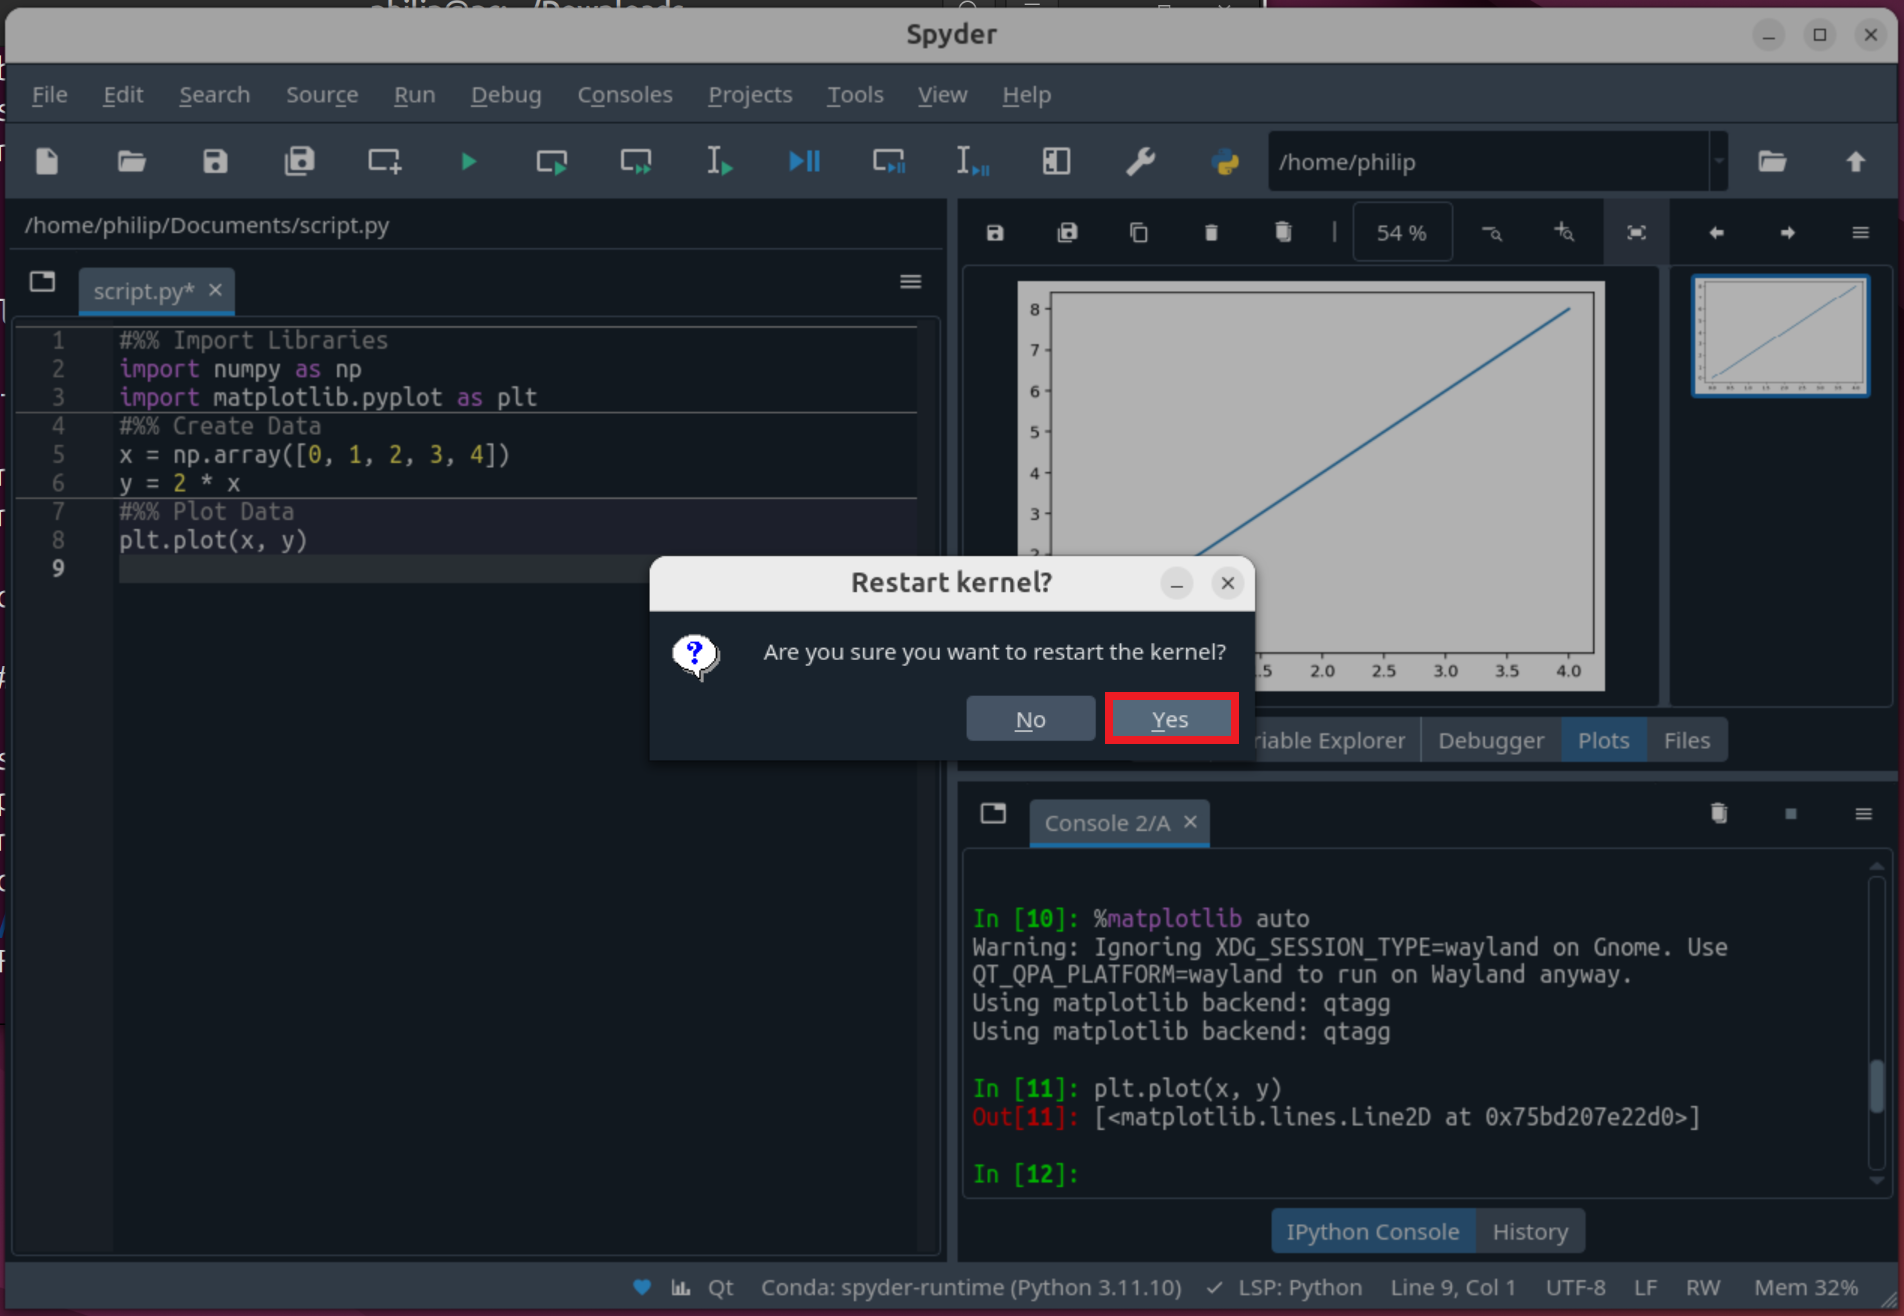 Spyder
File Edit Search Source Run Debug Consoles Projects Tools View Help
/home/philip
/home/philip/Documents/script.py
script.py*
1 #%% Import Libraries
2 import numpy as np
3 import matplotlib.pyplot as plt
4 #%% Create Data
5 x = np.array([0, 1, 2, 3, 4])
6 y = 2 * x
7 #%% Plot Data
8 plt.plot(x, y)
9
54 %
8
7
6
5
4
3
2
.5 2.0 2.5 3.0 3.5 4.0
Restart kernel?
Are you sure you want to restart the kernel?
No Yes
riable Explorer Debugger Plots Files
Console 2/A
In [10]: %matplotlib auto
Warning: Ignoring XDG_SESSION_TYPE=wayland on Gnome. Use
QT_QPA_PLATFORM=wayland to run on Wayland anyway.
Using matplotlib backend: qtagg
Using matplotlib backend: qtagg
In [11]: plt.plot(x, y)
Out[11]: [<matplotlib.lines.Line2D at 0x75bd207e22d0>]
In [12]:
IPython Console History
Qt Conda: spyder-runtime (Python 3.11.10) ✓ LSP: Python Line 9, Col 1 UTF-8 LF RW Mem 32%